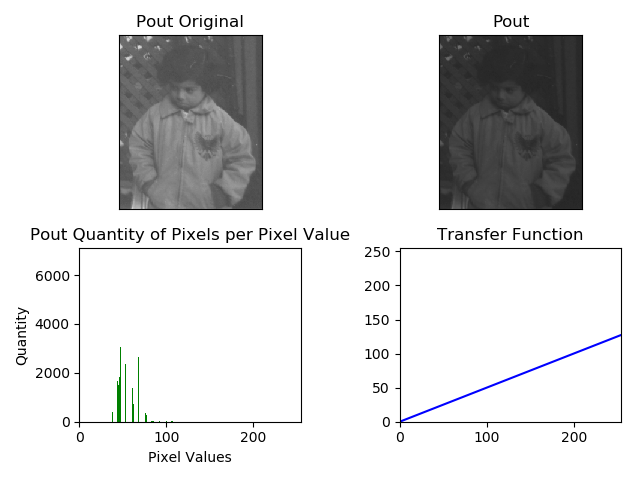 Pout Original
Pout
Pout Quantity of Pixels per Pixel Value
Transfer Function
Quantity
6000
4000
2000
0
0 100 200
Pixel Values
250
200
150
100
50
0
0 100 200